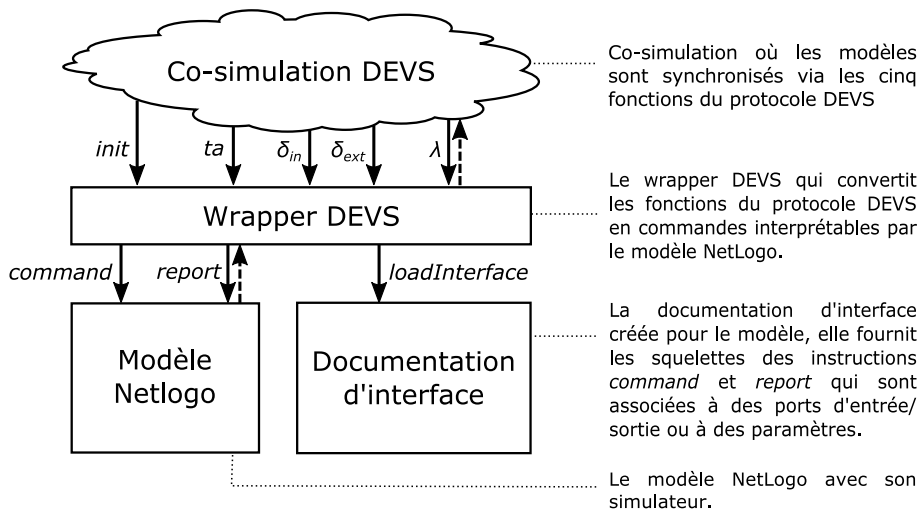 Co-simulation DEVS
Co-simulation où les modèles
sont synchronisés via les cinq
fonctions du protocole DEVS
init
ta
δin
δext
λ
Wrapper DEVS
Le wrapper DEVS qui convertit
les fonctions du protocole DEVS
en commandes interprétables par
le modèle NetLogo.
command
report
loadInterface
Modèle
Netlogo
Documentation
d'interface
La documentation d'interface
créée pour le modèle, elle fournit
les squelettes des instructions
command et report qui sont
associées à des ports d'entrée/
sortie ou à des paramètres.
Le modèle NetLogo avec son
simulateur.